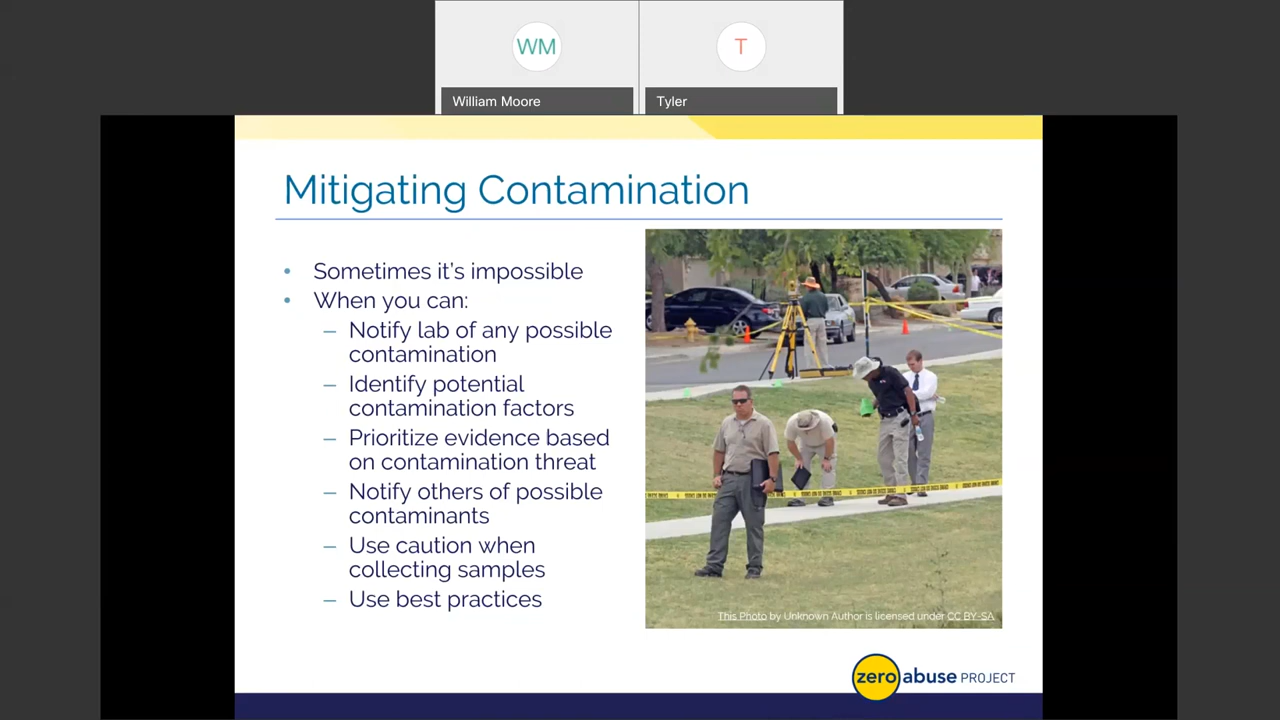 WM
T
William Moore
Tyler
Mitigating Contamination
• Sometimes it's impossible
• When you can:
– Notify lab of any possible
contamination
– Identify potential
contamination factors
– Prioritize evidence based
on contamination threat
– Notify others of possible
contaminants
– Use caution when
collecting samples
– Use best practices
This Photo by Unknown Author is licensed under CC BY-SA
zero abuse PROJECT